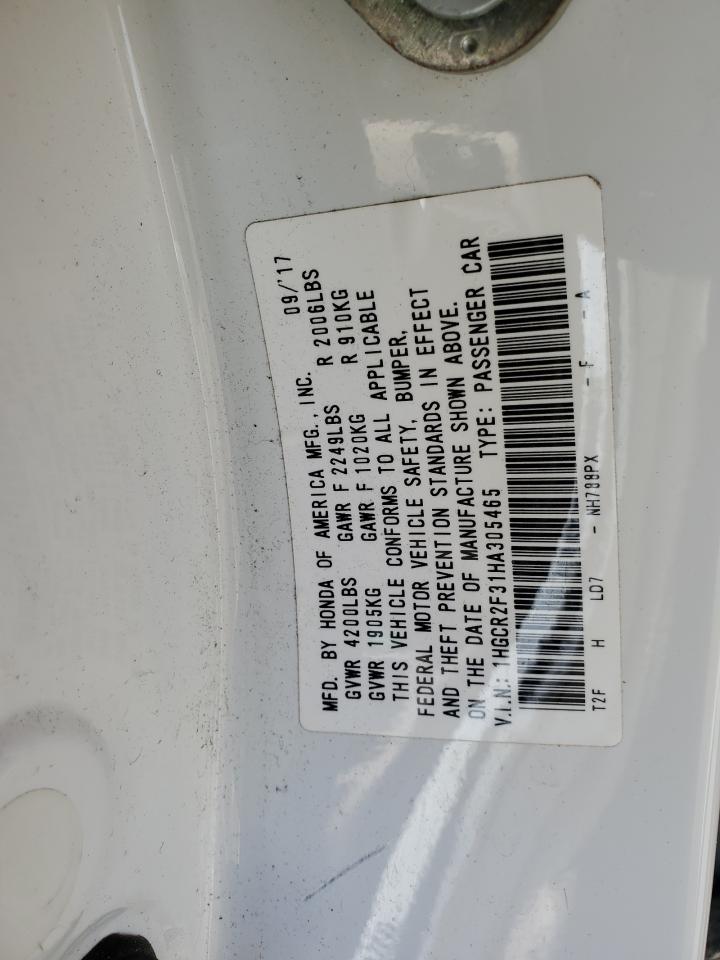 MFD. BY HONDA OF AMERICA MFG., INC. 09/'17
GVWR 4200LBS GAWR F 2249LBS R 2006LBS
GVWR 1905KG GAWR F 1020KG R 910KG
THIS VEHICLE CONFORMS TO ALL APPLICABLE
FEDERAL MOTOR VEHICLE SAFETY, BUMPER,
AND THEFT PREVENTION STANDARDS IN EFFECT
ON THE DATE OF MANUFACTURE SHOWN ABOVE.
V.I.N.: 1HGCR2F31HA305465 TYPE: PASSENGER CAR
T2F H LD7 - NH788PX - F - A